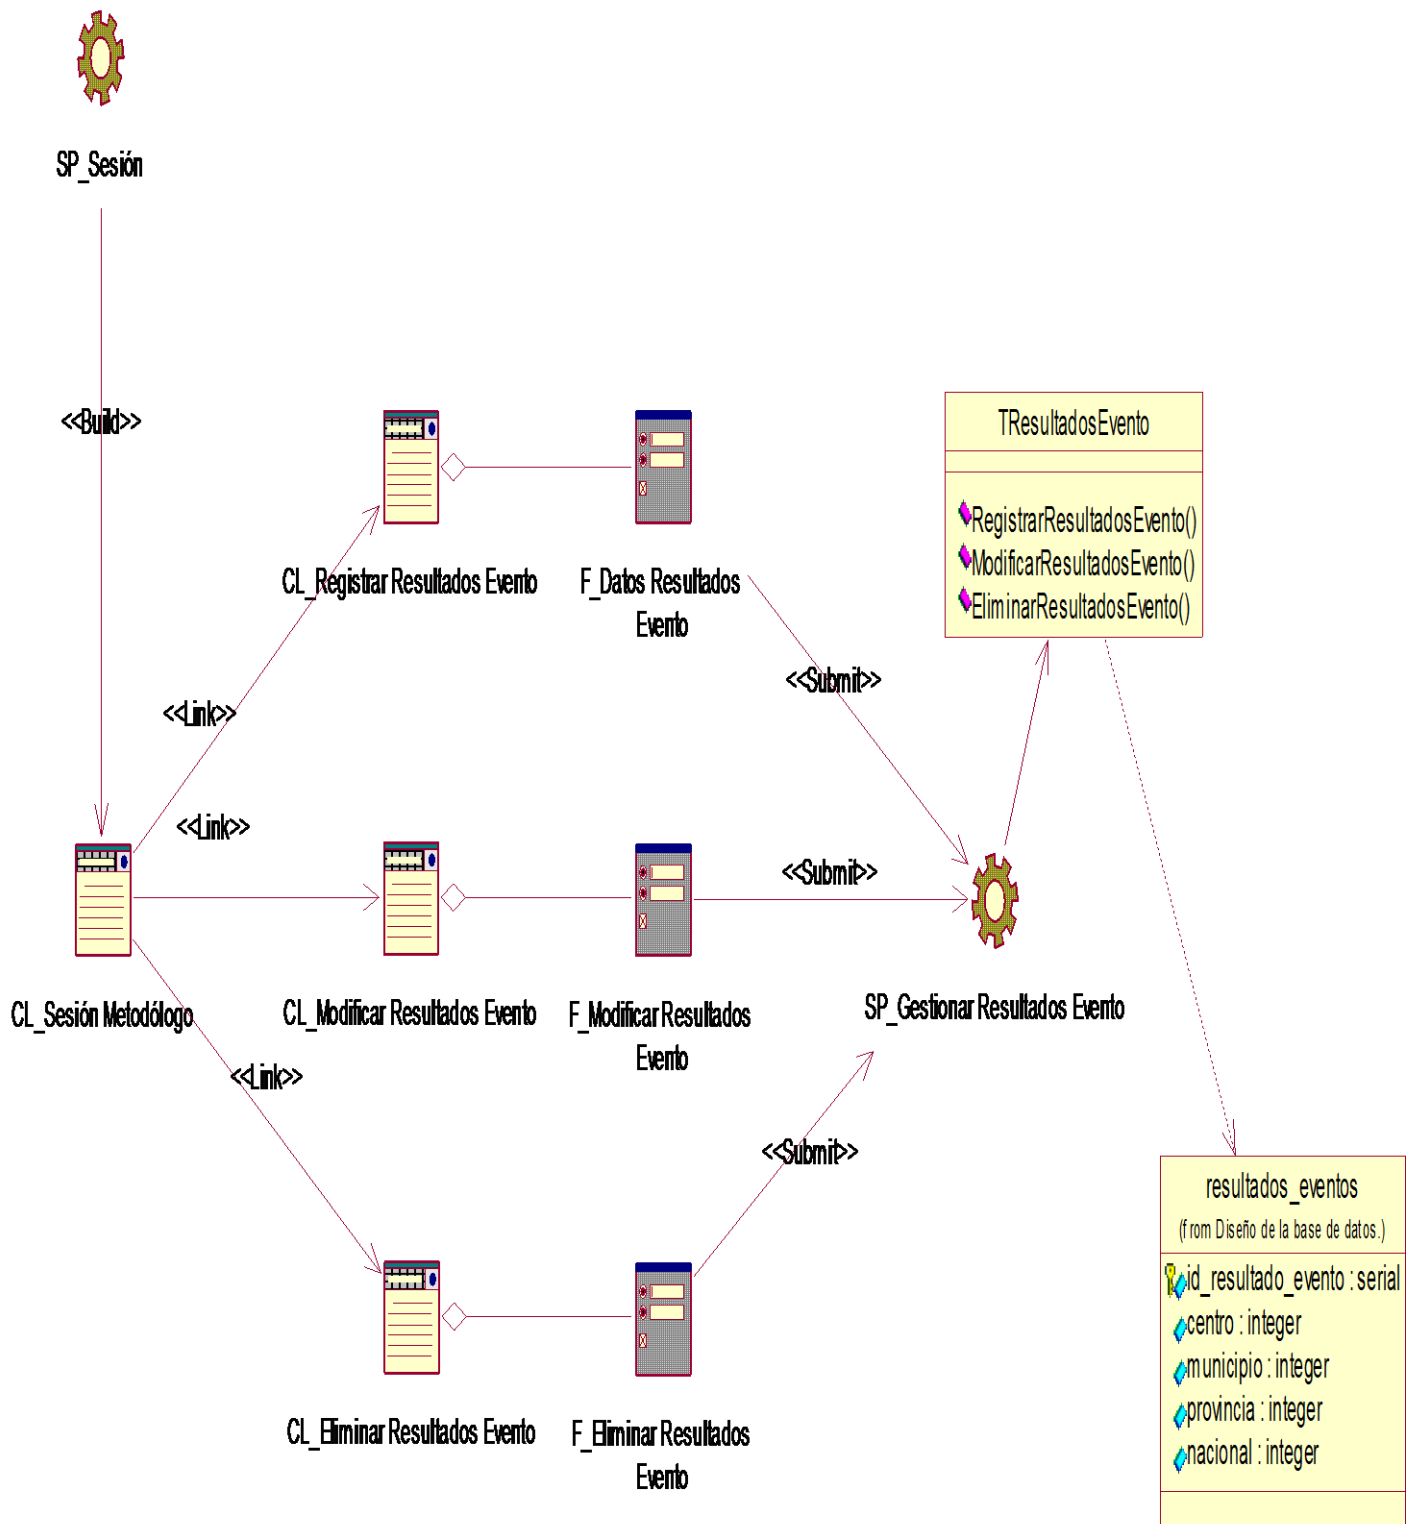 SP_Sesión
<<Build>>
TResultadosEvento
RegistrarResultadosEvento()
ModificarResultadosEvento()
EliminarResultadosEvento()
CL_Registrar Resultados Evento
F_Datos Resultados
Evento
<<Submit>>
<<Link>>
<<Link>>
<<Submit>>
CL_Sesión Metodólogo
CL_Modificar Resultados Evento
F_Modificar Resultados
Evento
SP_Gestionar Resultados Evento
<<Link>>
<<Submit>>
resultados_eventos
(from Diseño de la base de datos.)
id_resultado_evento : serial
centro : integer
municipio : integer
provincia : integer
nacional : integer
CL_Eliminar Resultados Evento
F_Eliminar Resultados
Evento